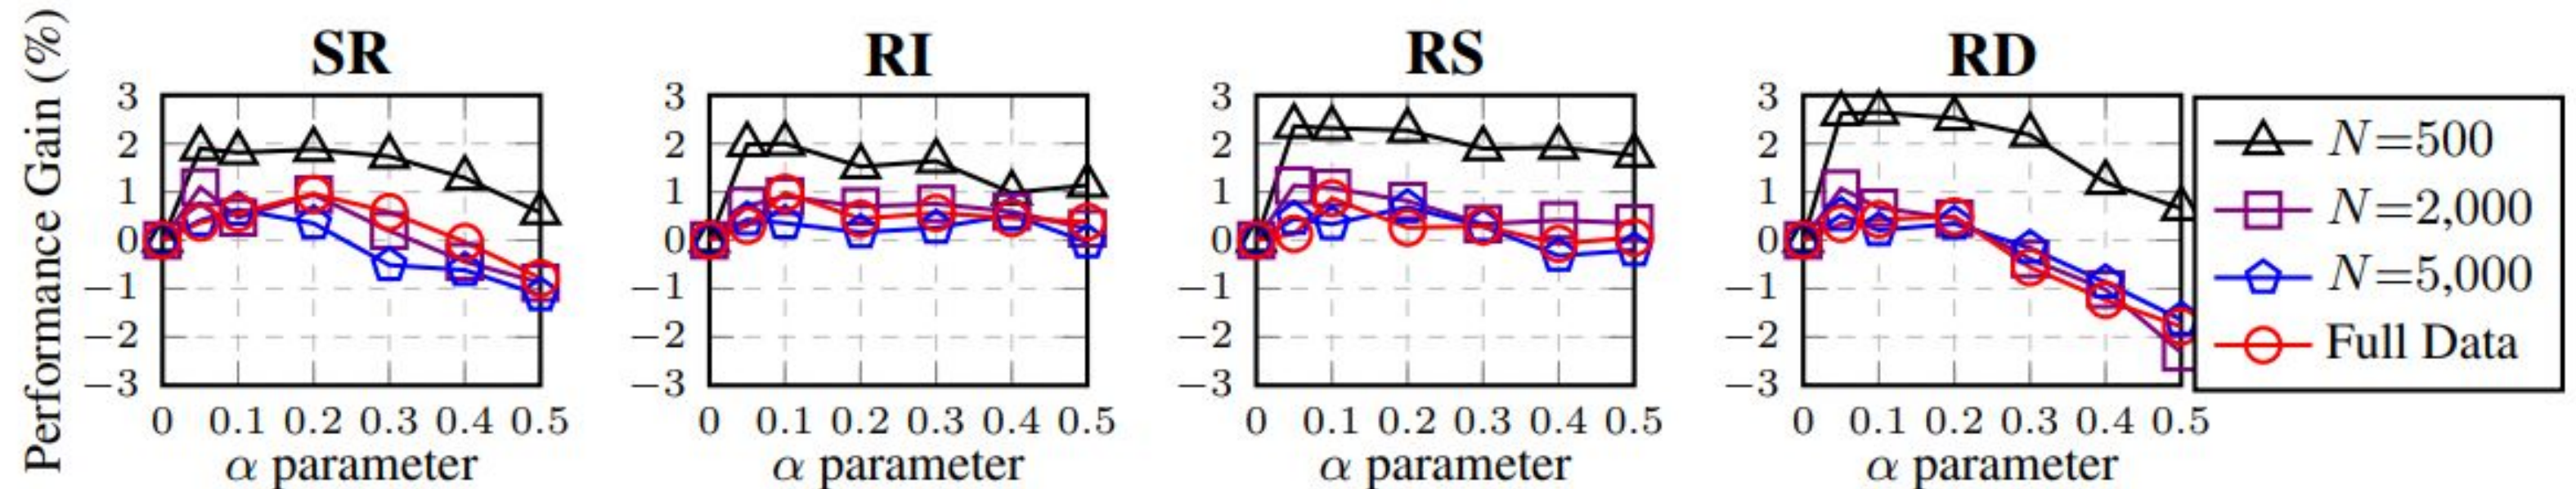 Performance Gain (%)
SR
3
2
1
0
−1
−2
−3
0 0.1 0.2 0.3 0.4 0.5
α parameter
RI
3
2
1
0
−1
−2
−3
0 0.1 0.2 0.3 0.4 0.5
α parameter
RS
3
2
1
0
−1
−2
−3
0 0.1 0.2 0.3 0.4 0.5
α parameter
RD
3
2
1
0
−1
−2
−3
0 0.1 0.2 0.3 0.4 0.5
α parameter
N=500
N=2,000
N=5,000
Full Data